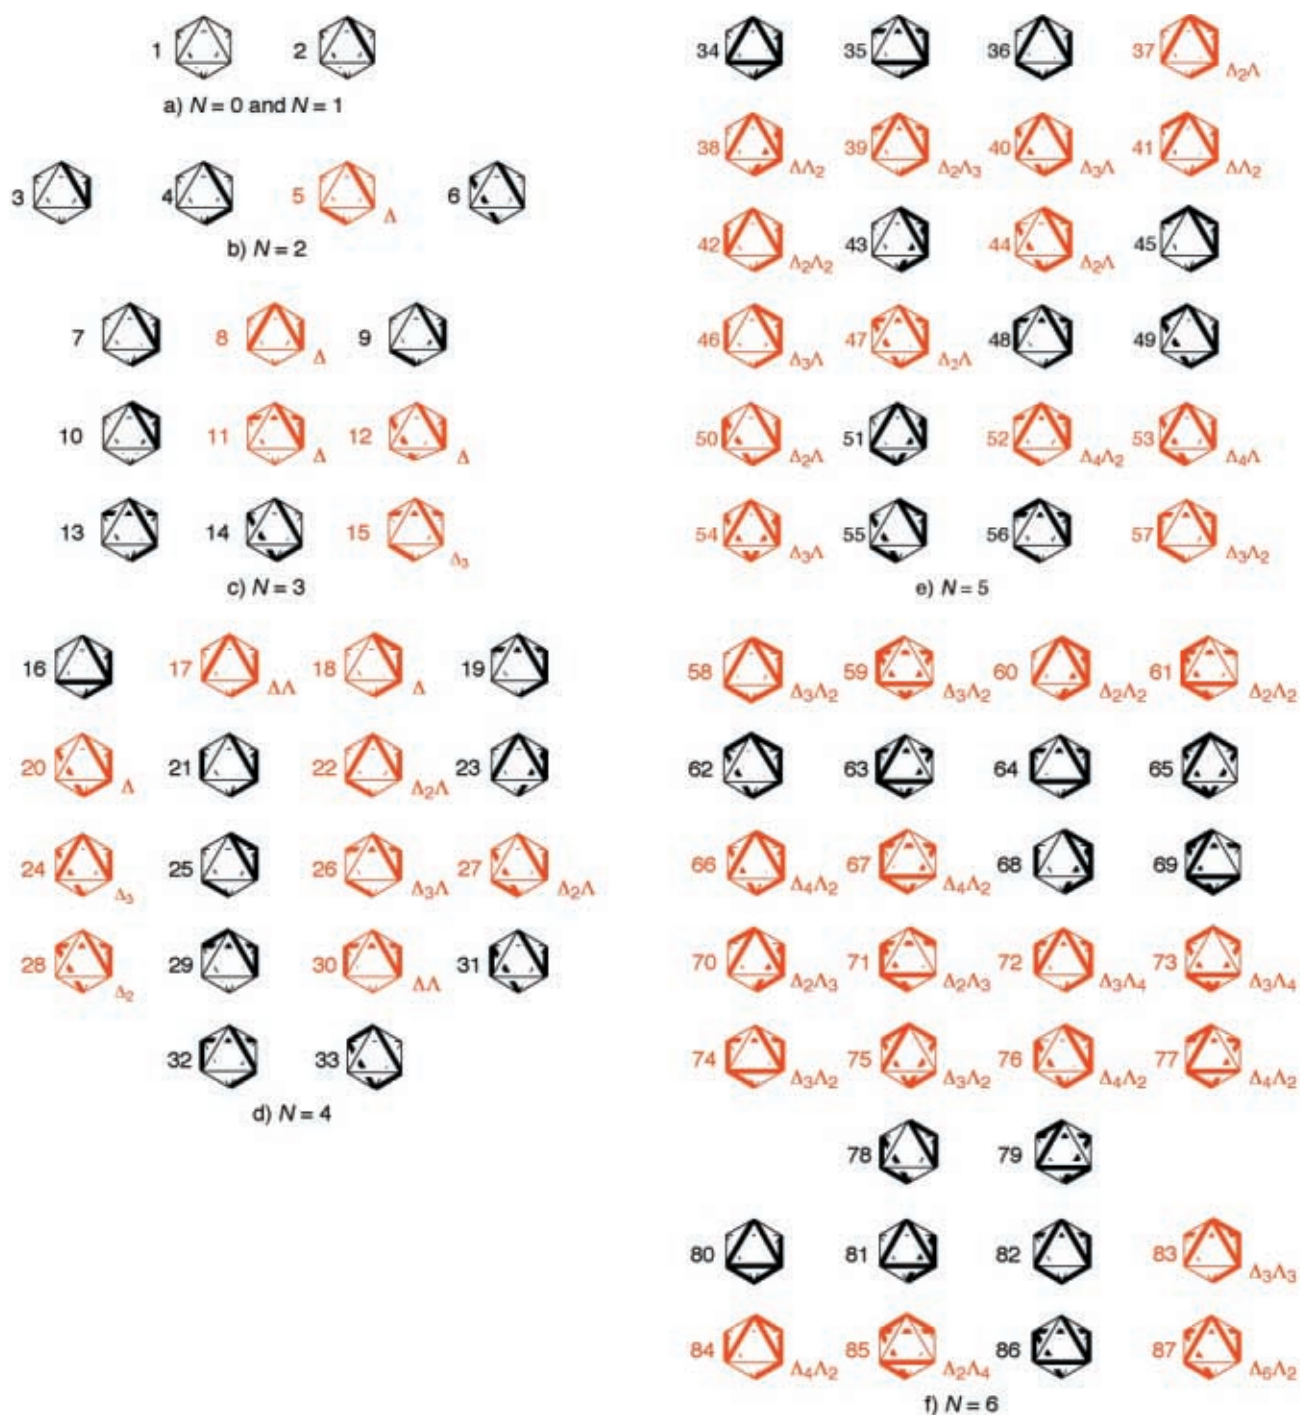 1 2
a) N = 0 and N = 1
3 4 5 Δ 6
b) N = 2
7 8 Δ 9
10 11 Δ 12 Δ
13 14 15 Δ₃
c) N = 3
16 17 ΔΛ 18 Δ 19
20 Δ 21 22 Δ₂Λ 23
24 Δ₃ 25 26 Δ₃Λ 27 Δ₂Λ
28 Δ₂ 29 30 ΔΛ 31
32 33
d) N = 4
34 35 36 37 Δ₂Λ
38 ΔΛ₂ 39 Δ₂Λ₃ 40 Δ₃Λ 41 ΔΛ₂
42 Δ₂Λ₂ 43 44 Δ₂Λ 45
46 Δ₃Λ 47 Δ₂Λ 48 49
50 Δ₂Λ 51 52 Δ₄Λ₂ 53 Δ₄Λ
54 Δ₃Λ 55 56 57 Δ₃Λ₂
e) N = 5
58 Δ₃Λ₂ 59 Δ₃Λ₂ 60 Δ₂Λ₂ 61 Δ₂Λ₂
62 63 64 65
66 Δ₄Λ₂ 67 Δ₄Λ₂ 68 69
70 Δ₂Λ₃ 71 Δ₂Λ₃ 72 Δ₃Λ₄ 73 Δ₃Λ₄
74 Δ₃Λ₂ 75 Δ₃Λ₂ 76 Δ₄Λ₂ 77 Δ₄Λ₂
78 79
80 81 82 83 Δ₃Λ₃
84 Δ₄Λ₂ 85 Δ₂Λ₄ 86 87 Δ₆Λ₂
f) N = 6